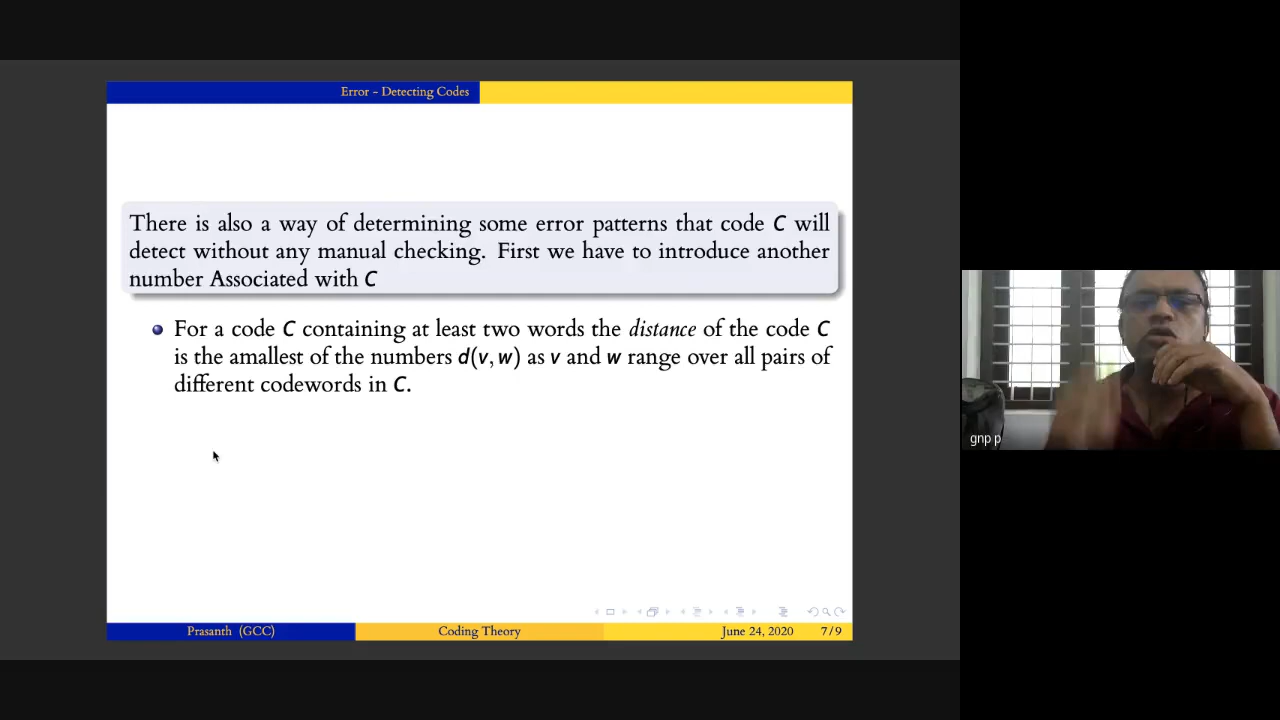 Error - Detecting Codes
There is also a way of determining some error patterns that code C will
detect without any manual checking. First we have to introduce another
number Associated with C
For a code C containing at least two words the distance of the code C
is the amallest of the numbers d(v, w) as v and w range over all pairs of
different codewords in C.
Prasanth (GCC) Coding Theory June 24, 2020 7/9
gnp p